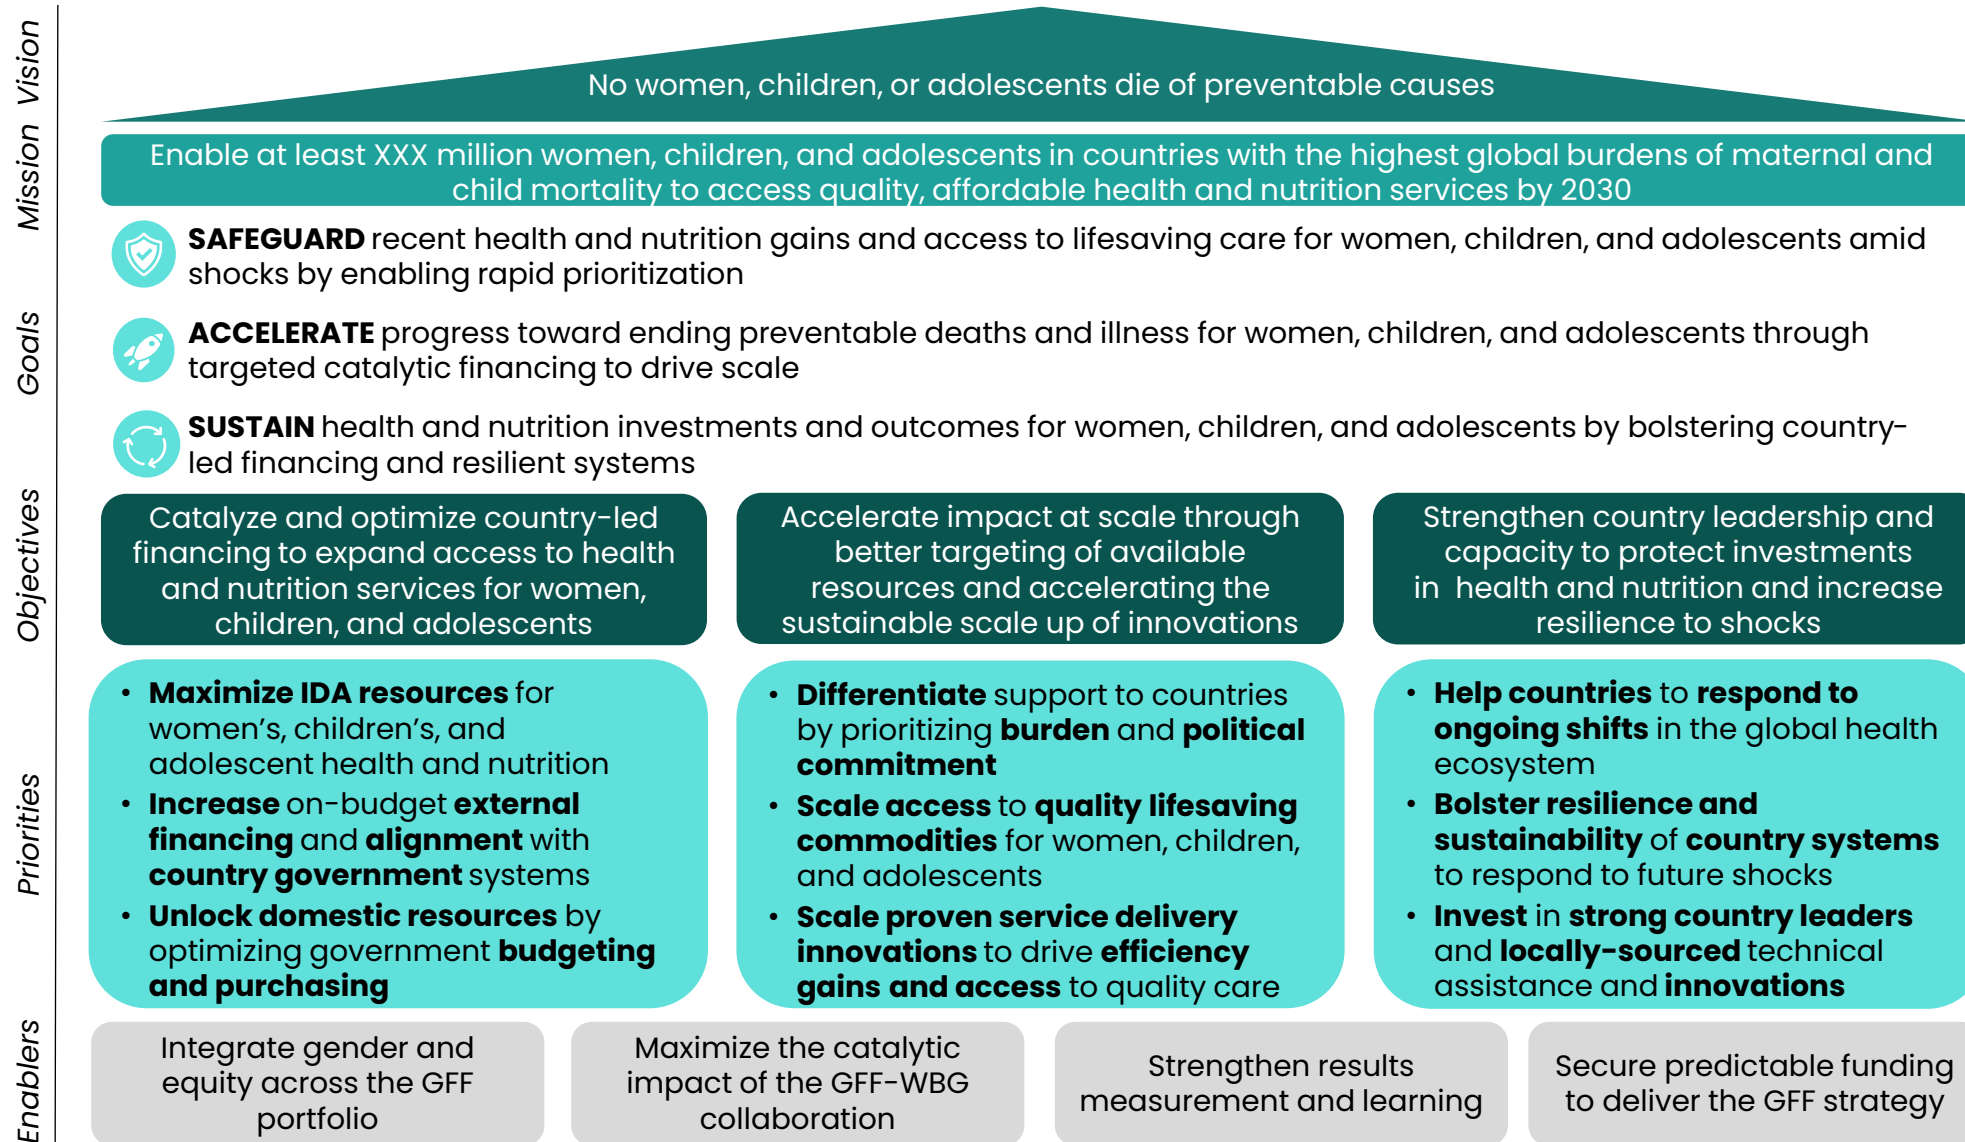 Vision
No women, children, or adolescents die of preventable causes
Mission
Enable at least XXX million women, children, and adolescents in countries with the highest global burdens of maternal and
child mortality to access quality, affordable health and nutrition services by 2030
Goals
SAFEGUARD recent health and nutrition gains and access to lifesaving care for women, children, and adolescents amid
shocks by enabling rapid prioritization
ACCELERATE progress toward ending preventable deaths and illness for women, children, and adolescents through
targeted catalytic financing to drive scale
SUSTAIN health and nutrition investments and outcomes for women, children, and adolescents by bolstering country-
led financing and resilient systems
Objectives
Catalyze and optimize country-led
financing to expand access to health
and nutrition services for women,
children, and adolescents
Accelerate impact at scale through
better targeting of available
resources and accelerating the
sustainable scale up of innovations
Strengthen country leadership and
capacity to protect investments
in health and nutrition and increase
resilience to shocks
Priorities
• Maximize IDA resources for
women's, children's, and
adolescent health and nutrition
• Increase on-budget external
financing and alignment with
country government systems
• Unlock domestic resources by
optimizing government budgeting
and purchasing
• Differentiate support to countries
by prioritizing burden and political
commitment
• Scale access to quality lifesaving
commodities for women, children,
and adolescents
• Scale proven service delivery
innovations to drive efficiency
gains and access to quality care
• Help countries to respond to
ongoing shifts in the global health
ecosystem
• Bolster resilience and
sustainability of country systems
to respond to future shocks
• Invest in strong country leaders
and locally-sourced technical
assistance and innovations
Enablers
Integrate gender and
equity across the GFF
portfolio
Maximize the catalytic
impact of the GFF-WBG
collaboration
Strengthen results
measurement and learning
Secure predictable funding
to deliver the GFF strategy